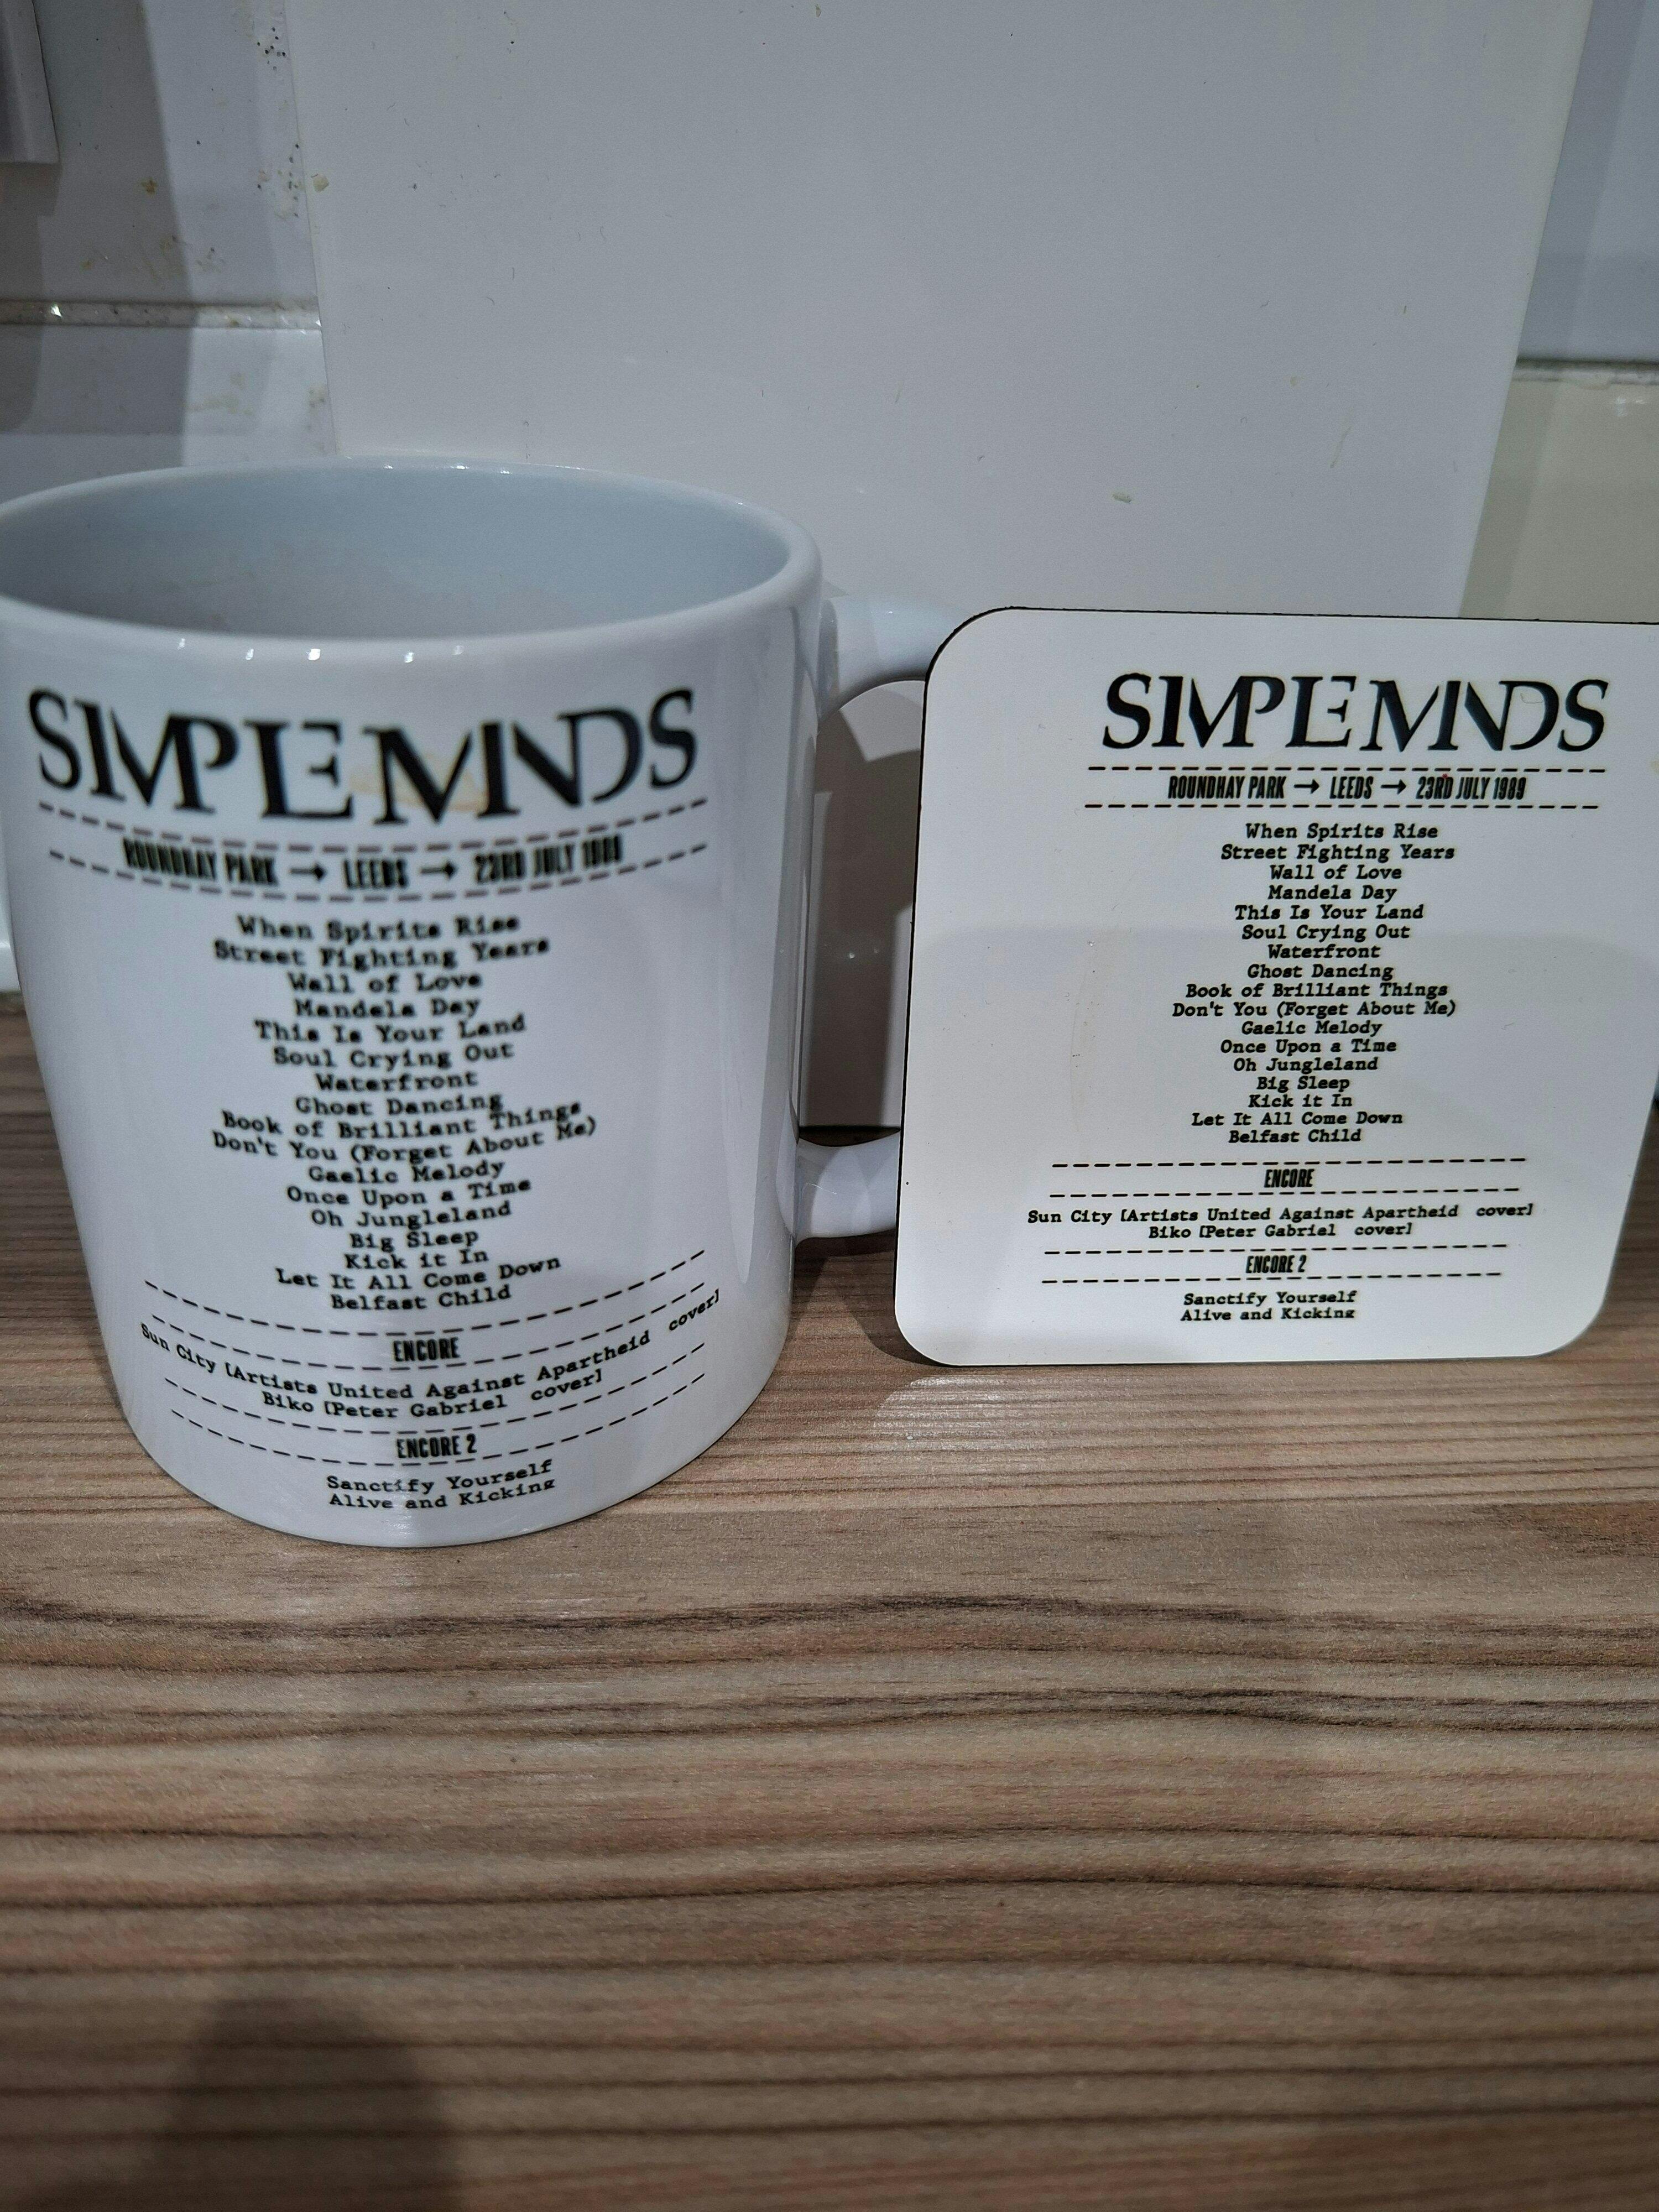 SIMPLE MINDS
ROUNDHAY PARK → LEEDS → 23RD JULY 1989
When Spirits Rise
Street Fighting Years
Wall of Love
Mandela Day
This Is Your Land
Soul Crying Out
Waterfront
Ghost Dancing
Book of Brilliant Things
Don't You (Forget About Me)
Gaelic Melody
Once Upon a Time
Oh Jungleland
Big Sleep
Kick it In
Let It All Come Down
Belfast Child
ENCORE
Sun City [Artists United Against Apartheid cover]
Biko [Peter Gabriel cover]
ENCORE 2
Sanctify Yourself
Alive and Kicking
SIMPLE MINDS
ROUNDHAY PARK → LEEDS → 23RD JULY 1989
When Spirits Rise
Street Fighting Years
Wall of Love
Mandela Day
This Is Your Land
Soul Crying Out
Waterfront
Ghost Dancing
Book of Brilliant Things
Don't You (Forget About Me)
Gaelic Melody
Once Upon a Time
Oh Jungleland
Big Sleep
Kick it In
Let It All Come Down
Belfast Child
ENCORE
Sun City [Artists United Against Apartheid cover]
Biko [Peter Gabriel cover]
ENCORE 2
Sanctify Yourself
Alive and Kicking